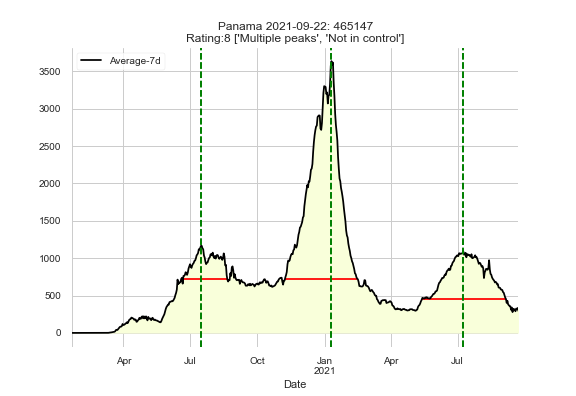 Panama 2021-09-22: 465147
Rating:8 ['Multiple peaks', 'Not in control']
Average-7d
3500
3000
2500
2000
1500
1000
500
0
Apr
Jul
Oct
Jan
2021
Apr
Jul
Date